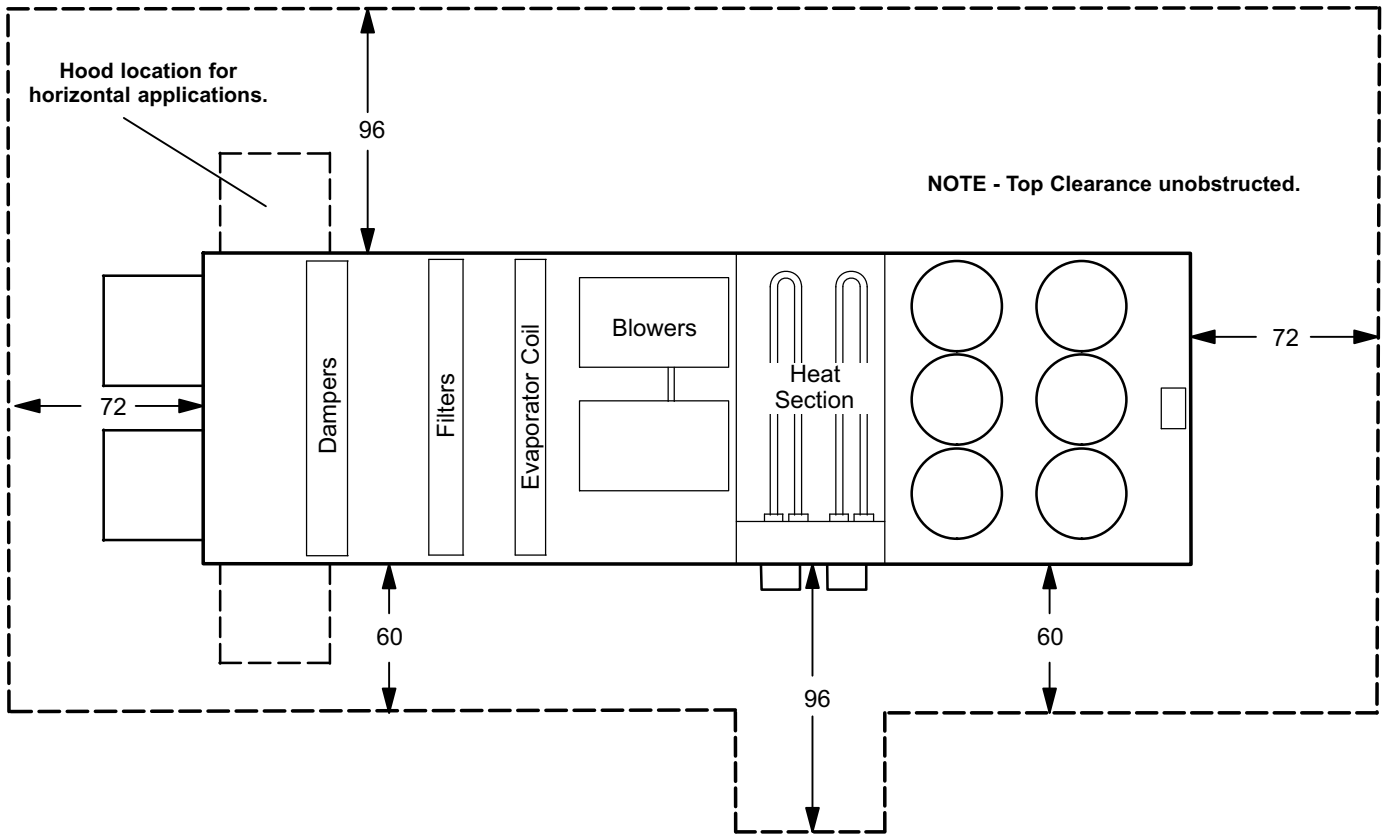 Hood location for
horizontal applications.
96
NOTE - Top Clearance unobstructed.
Blowers
72
Heat
Section
72
Dampers
Filters
Evaporator Coil
60
60
96